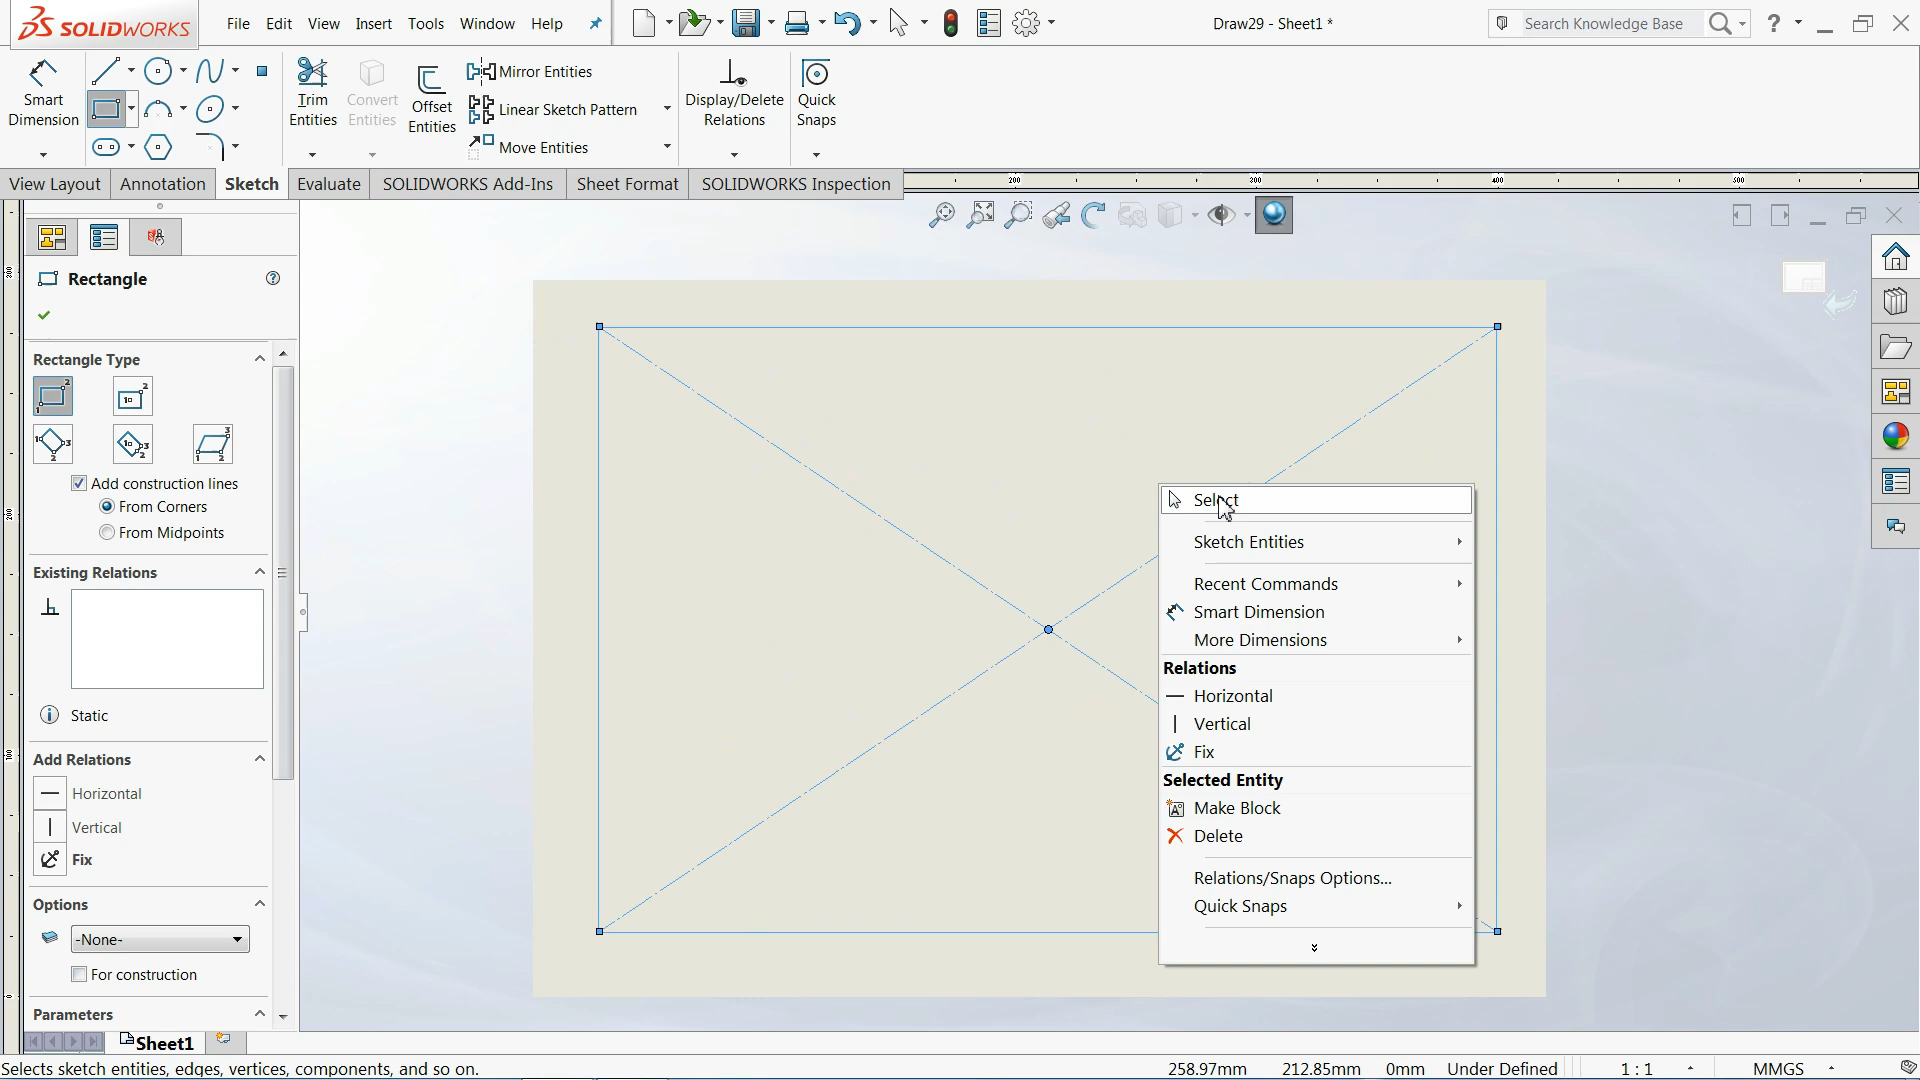 SOLIDWORKS
File Edit View Insert Tools Window Help
Draw29 - Sheet1 *
Search Knowledge Base
?
Smart
Dimension
Trim
Entities
Convert
Entities
Offset
Entities
Mirror Entities
Linear Sketch Pattern
Move Entities
Display/Delete
Relations
Quick
Snaps
View Layout Annotation Sketch Evaluate SOLIDWORKS Add-Ins Sheet Format SOLIDWORKS Inspection
200 300 400 500
Rectangle
Rectangle Type
Add construction lines
From Corners
From Midpoints
Existing Relations
Static
Add Relations
Horizontal
Vertical
Fix
Options
-None-
For construction
Parameters
Select
Sketch Entities
Recent Commands
Smart Dimension
More Dimensions
Relations
Horizontal
Vertical
Fix
Selected Entity
Make Block
Delete
Relations/Snaps Options...
Quick Snaps
Sheet1
Selects sketch entities, edges, vertices, components, and so on.
258.97mm 212.85mm 0mm Under Defined 1 : 1 MMGS